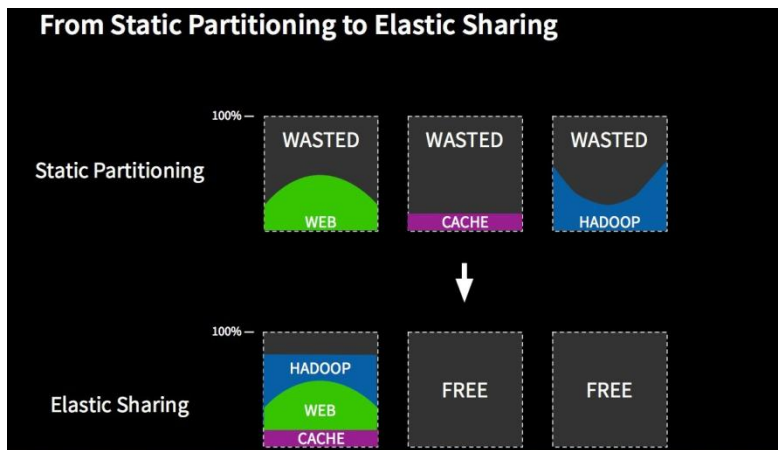 From Static Partitioning to Elastic Sharing
100%
WASTED WASTED WASTED
Static Partitioning
WEB CACHE HADOOP
100%
HADOOP
FREE FREE
Elastic Sharing
WEB
CACHE